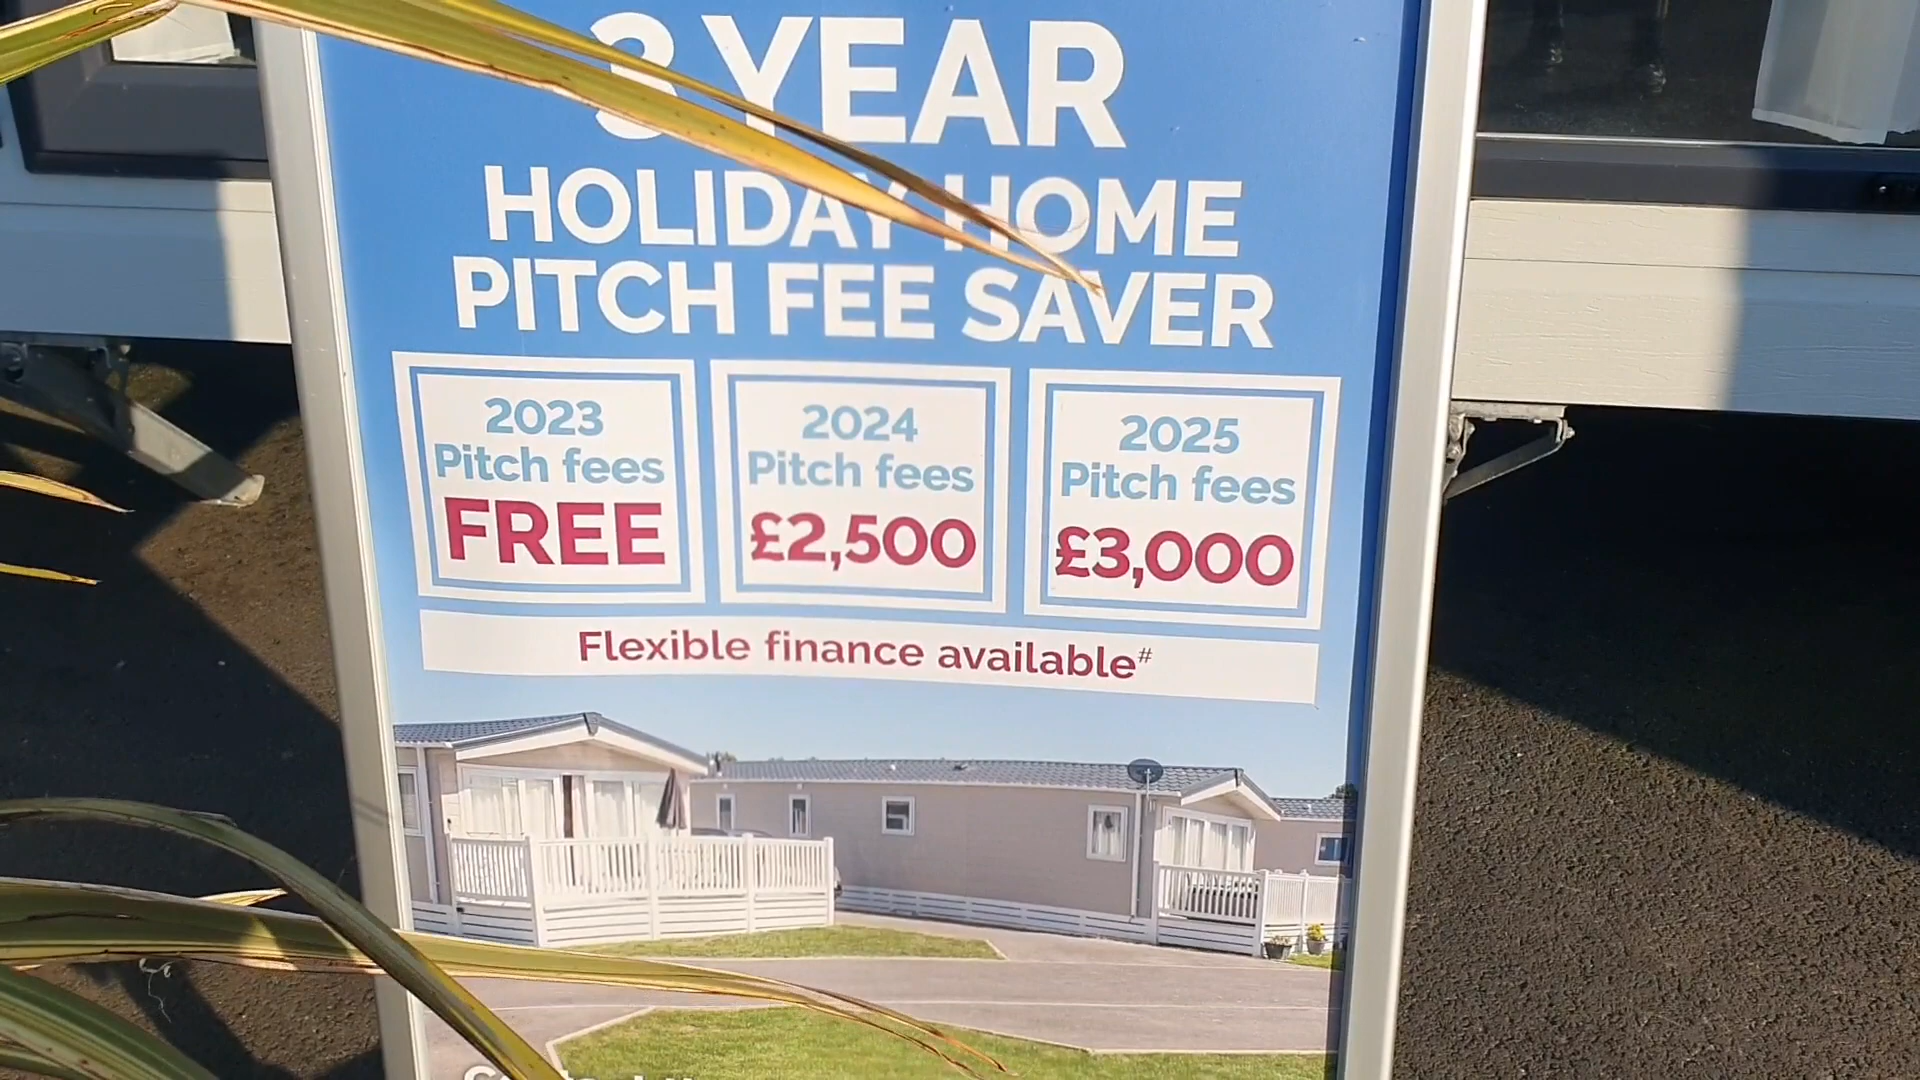 3 YEAR
HOLIDAY HOME
PITCH FEE SAVER
2023
Pitch fees
FREE
2024
Pitch fees
£2,500
2025
Pitch fees
£3,000
Flexible finance available#